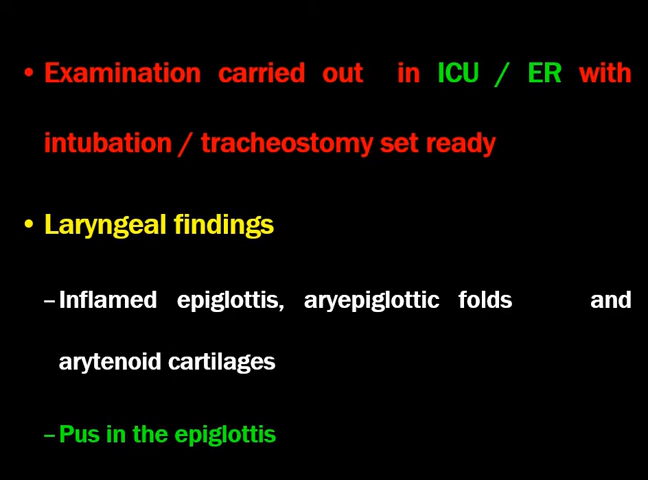 • Examination carried out in ICU / ER with
intubation / tracheostomy set ready
• Laryngeal findings
– Inflamed epiglottis, aryepiglottic folds and
arytenoid cartilages
– Pus in the epiglottis